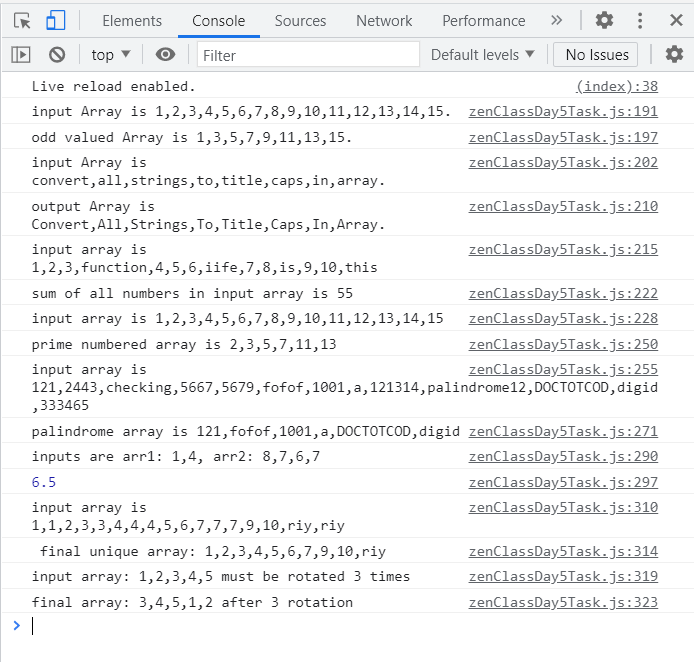 Elements Console Sources Network Performance »
top Filter Default levels No Issues
Live reload enabled. (index):38
input Array is 1,2,3,4,5,6,7,8,9,10,11,12,13,14,15. zenClassDay5Task.js:191
odd valued Array is 1,3,5,7,9,11,13,15. zenClassDay5Task.js:197
input Array is zenClassDay5Task.js:202
convert,all,strings,to,title,caps,in,array.
output Array is zenClassDay5Task.js:210
Convert,All,Strings,To,Title,Caps,In,Array.
input array is zenClassDay5Task.js:215
1,2,3,function,4,5,6,iife,7,8,is,9,10,this
sum of all numbers in input array is 55 zenClassDay5Task.js:222
input array is 1,2,3,4,5,6,7,8,9,10,11,12,13,14,15 zenClassDay5Task.js:228
prime numbered array is 2,3,5,7,11,13 zenClassDay5Task.js:250
input array is zenClassDay5Task.js:255
121,2443,checking,5667,5679,fofof,1001,a,121314,palindrome12,DOCTOTCOD,digid
,333465
palindrome array is 121,fofof,1001,a,DOCTOTCOD,digid zenClassDay5Task.js:271
inputs are arr1: 1,4, arr2: 8,7,6,7 zenClassDay5Task.js:290
6.5 zenClassDay5Task.js:297
input array is zenClassDay5Task.js:310
1,1,2,3,3,4,4,4,5,6,7,7,7,9,10,riy,riy
final unique array: 1,2,3,4,5,6,7,9,10,riy zenClassDay5Task.js:314
input array: 1,2,3,4,5 must be rotated 3 times zenClassDay5Task.js:319
final array: 3,4,5,1,2 after 3 rotation zenClassDay5Task.js:323
>